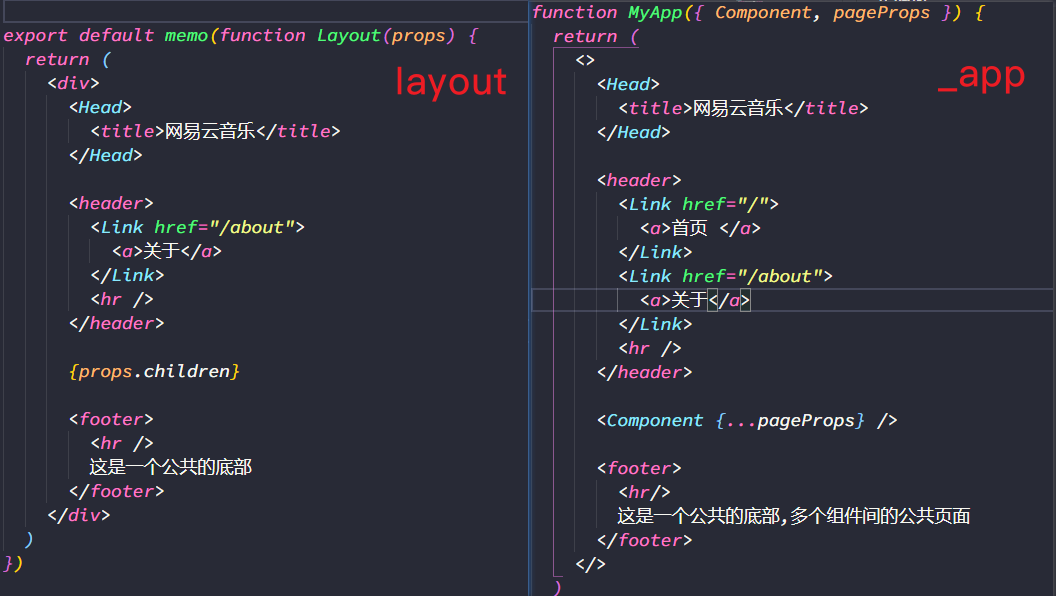 export default memo(function Layout(props) {
return (
<div>
<Head>
<title>网易云音乐</title>
</Head>
<header>
<Link href="/about">
<a>关于</a>
</Link>
<hr />
</header>
{props.children}
<footer>
<hr />
这是一个公共的底部
</footer>
</div>
)
})
layout
function MyApp({ Component, pageProps }) {
return (
<>
<Head>
<title>网易云音乐</title>
</Head>
<header>
<Link href="/">
<a>首页 </a>
</Link>
<Link href="/about">
<a>关于</a>
</Link>
<hr />
</header>
<Component {...pageProps} />
<footer>
<hr/>
这是一个公共的底部,多个组件间的公共页面
</footer>
</>
)
_app